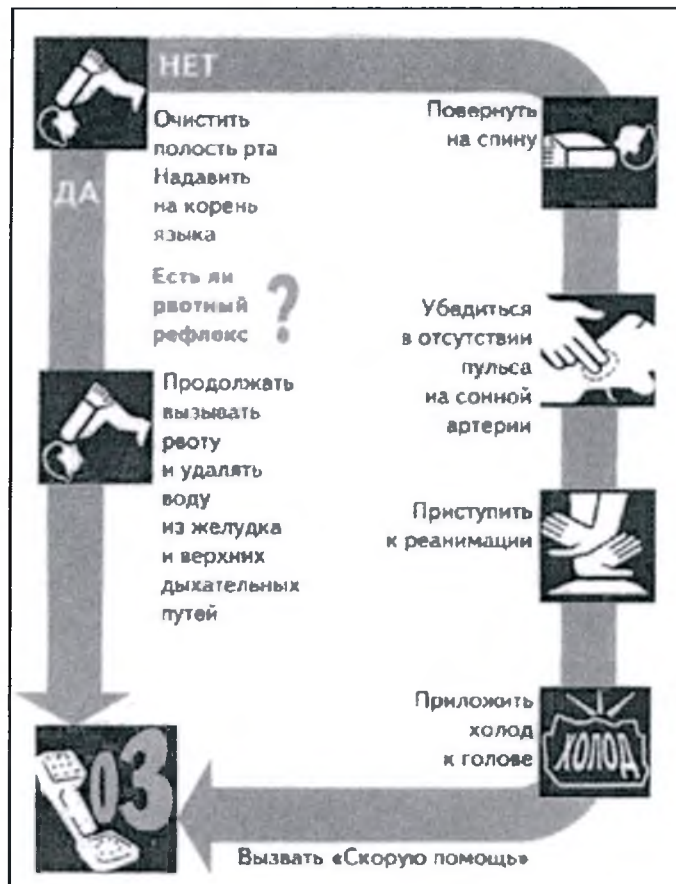 НЕТ
Очистить
полость рта
Надавить
на корень
языка
ДА
Есть ли
рвотный
рефлекс
?
Продолжать
вызывать
рвоту
и удалять
воду
из желудка
и верхних
дыхательных
путей
Повернуть
на спину
Убедиться
в отсутствии
пульса
на сонной
артерии
Приступить
к реанимации
Приложить
холод
к голове
ХОЛОД
03
Вызвать «Скорую помощь»